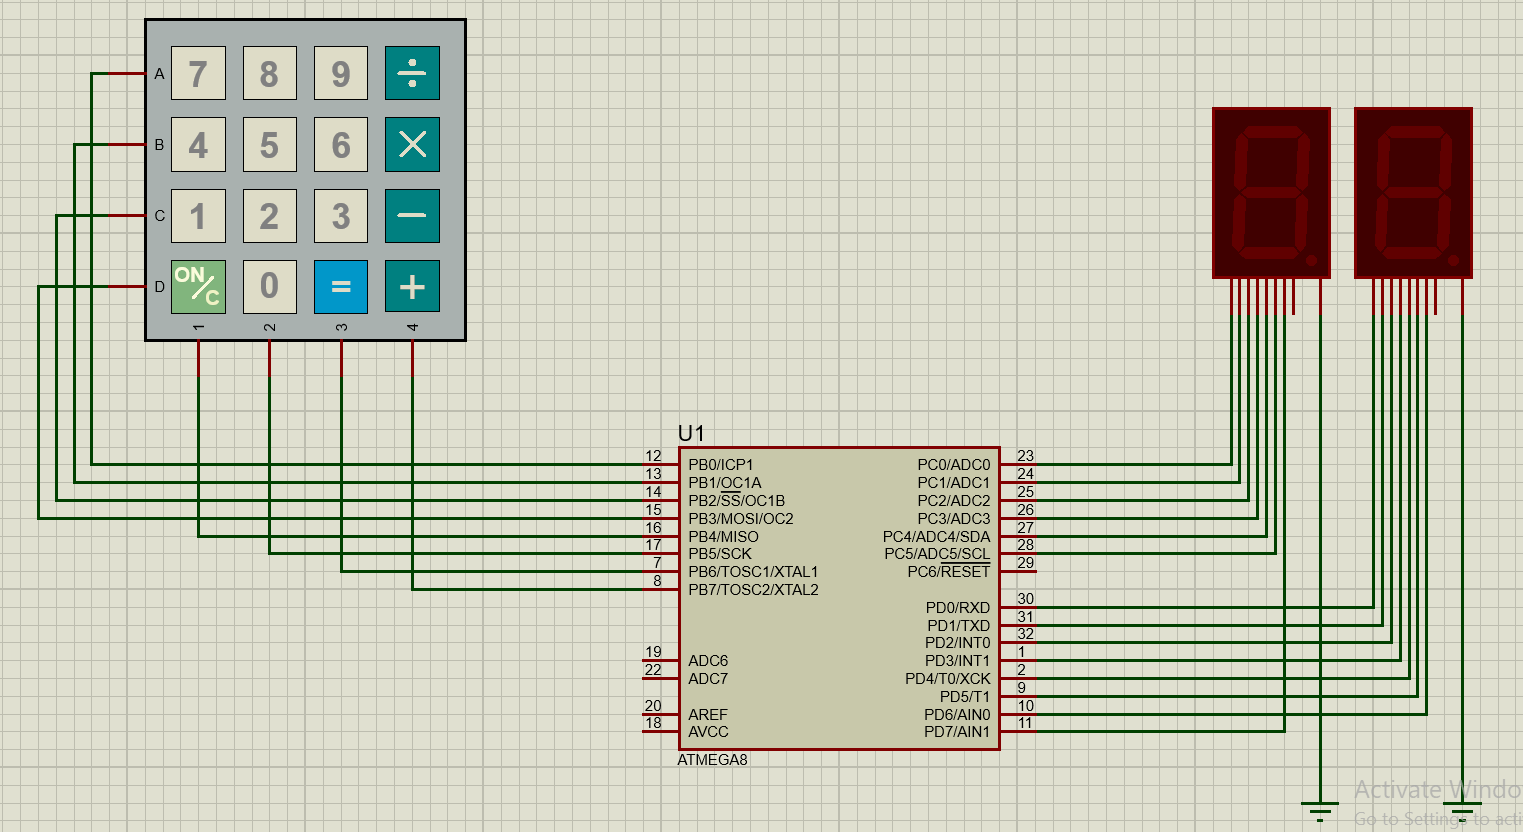 A
7
8
9
÷
B
4
5
6
×
C
1
2
3
−
D
ON/C
0
=
+
1
2
3
4
U1
12
PB0/ICP1
13
PB1/OC1A
14
PB2/SS/OC1B
15
PB3/MOSI/OC2
16
PB4/MISO
17
PB5/SCK
7
PB6/TOSC1/XTAL1
8
PB7/TOSC2/XTAL2
19
ADC6
22
ADC7
20
AREF
18
AVCC
PC0/ADC0
23
PC1/ADC1
24
PC2/ADC2
25
PC3/ADC3
26
PC4/ADC4/SDA
27
PC5/ADC5/SCL
28
PC6/RESET
29
PD0/RXD
30
PD1/TXD
31
PD2/INT0
32
PD3/INT1
1
PD4/T0/XCK
2
PD5/T1
9
PD6/AIN0
10
PD7/AIN1
11
ATMEGA8
Activate Windo
Go to Settings to acti